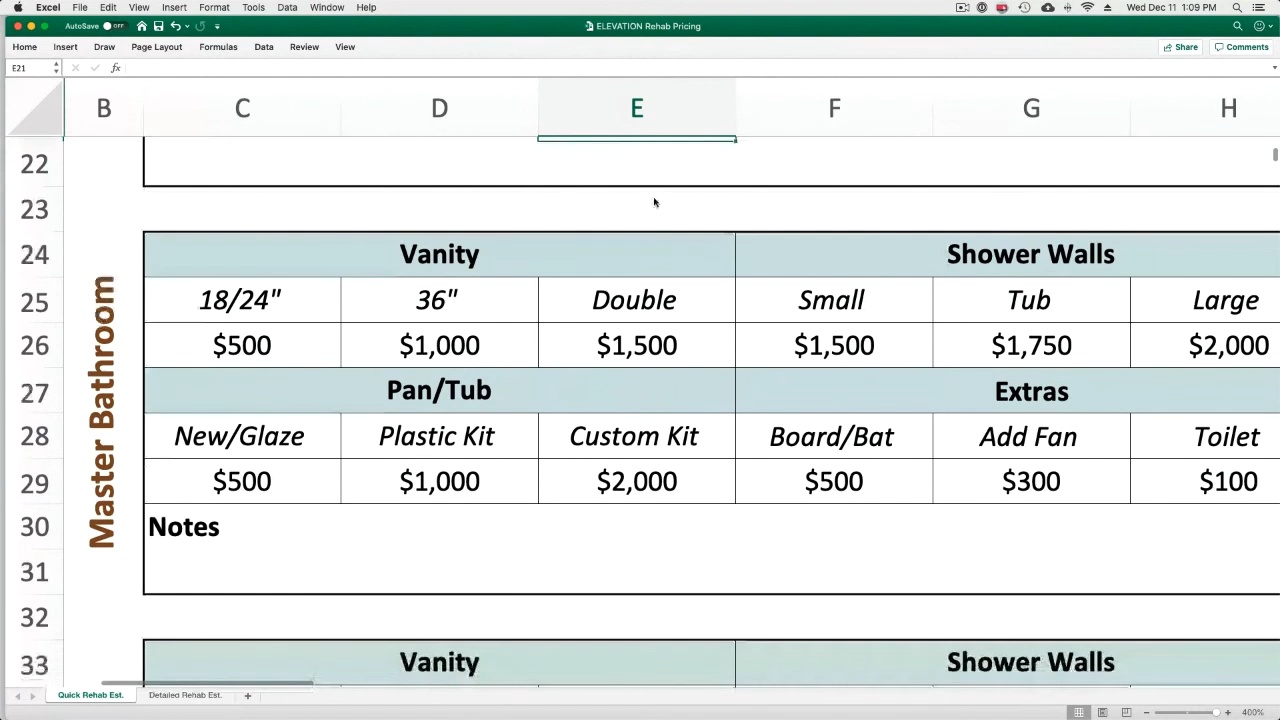 Excel File Edit View Insert Format Tools Data Window Help Wed Dec 11 1:09 PM
AutoSave OFF ELEVATION Rehab Pricing
Home Insert Draw Page Layout Formulas Data Review View Share Comments
E21 fx
B C D E F G H
22
23
24 Vanity Shower Walls
25 18/24" 36" Double Small Tub Large
26 $500 $1,000 $1,500 $1,500 $1,750 $2,000
Master Bathroom
27 Pan/Tub Extras
28 New/Glaze Plastic Kit Custom Kit Board/Bat Add Fan Toilet
29 $500 $1,000 $2,000 $500 $300 $100
30 Notes
31
32
33 Vanity Shower Walls
Quick Rehab Est. Detailed Rehab Est. +
400%